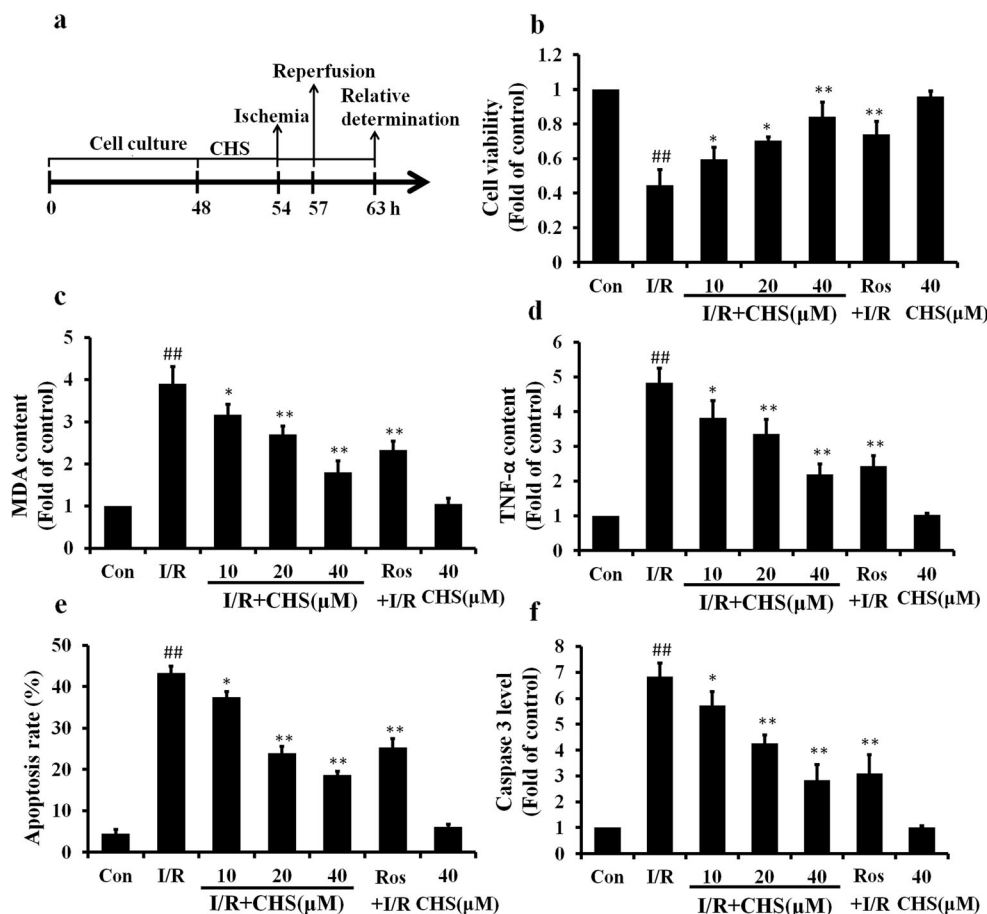 a
Reperfusion
Relative
Ischemia
determination
Cell culture
CHS
0
48
54
57
63 h
b
Cell viability
(Fold of control)
1.2
1
0.8
0.6
0.4
0.2
0
##
*
*
**
**
Con
I/R
10
20
40
Ros
40
I/R+CHS(μM)
+I/R
CHS(μM)
c
MDA content
(Fold of control)
5
4
3
2
1
0
##
*
**
**
**
Con
I/R
10
20
40
Ros
40
I/R+CHS(μM)
+I/R
CHS(μM)
d
TNF-α content
(Fold of control)
6
5
4
3
2
1
0
##
*
**
**
**
Con
I/R
10
20
40
Ros
40
I/R+CHS(μM)
+I/R
CHS(μM)
e
Apoptosis rate (%)
50
40
30
20
10
0
##
*
**
**
**
Con
I/R
10
20
40
Ros
40
I/R+CHS(μM)
+I/R
CHS(μM)
f
Caspase 3 level
(Fold of control)
8
7
6
5
4
3
2
1
0
##
*
**
**
**
Con
I/R
10
20
40
Ros
40
I/R+CHS(μM)
+I/R
CHS(μM)